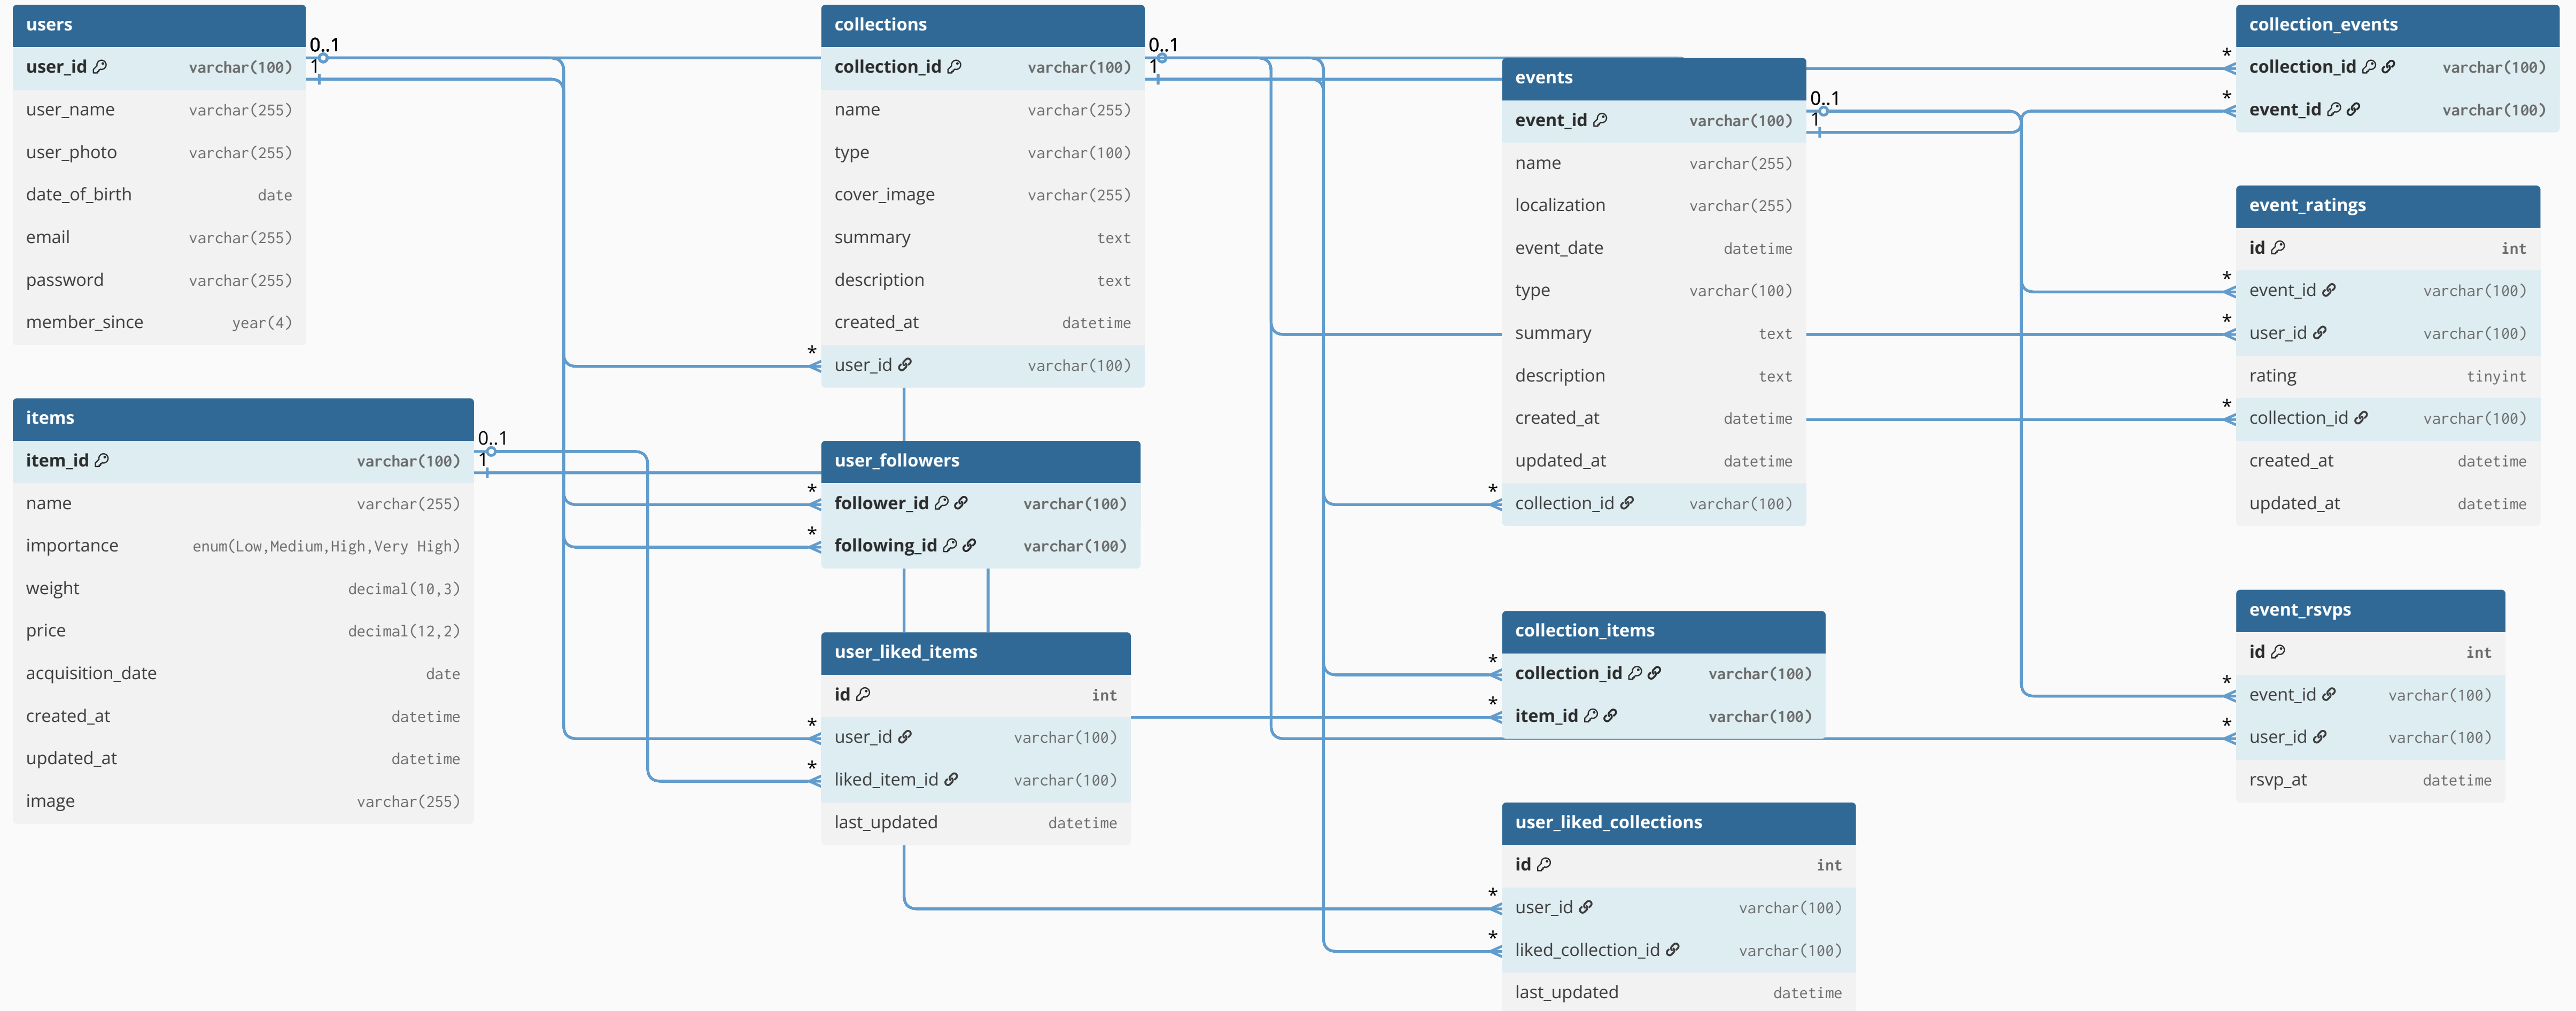 users
user_id varchar(100)
user_name varchar(255)
user_photo varchar(255)
date_of_birth date
email varchar(255)
password varchar(255)
member_since year(4)
0..1
1
items
item_id varchar(100)
name varchar(255)
importance enum(Low,Medium,High,Very High)
weight decimal(10,3)
price decimal(12,2)
acquisition_date date
created_at datetime
updated_at datetime
image varchar(255)
0..1
1
collections
collection_id varchar(100)
name varchar(255)
type varchar(100)
cover_image varchar(255)
summary text
description text
created_at datetime
* user_id varchar(100)
0..1
1
user_followers
* follower_id varchar(100)
* following_id varchar(100)
user_liked_items
id int
* user_id varchar(100)
* liked_item_id varchar(100)
last_updated datetime
events
event_id varchar(100)
name varchar(255)
localization varchar(255)
event_date datetime
type varchar(100)
summary text
description text
created_at datetime
updated_at datetime
* collection_id varchar(100)
0..1
1
collection_items
* collection_id varchar(100)
* item_id varchar(100)
user_liked_collections
id int
* user_id varchar(100)
* liked_collection_id varchar(100)
last_updated datetime
collection_events
* collection_id varchar(100)
* event_id varchar(100)
event_ratings
id int
* event_id varchar(100)
* user_id varchar(100)
rating tinyint
* collection_id varchar(100)
created_at datetime
updated_at datetime
event_rsvps
id int
* event_id varchar(100)
* user_id varchar(100)
rsvp_at datetime